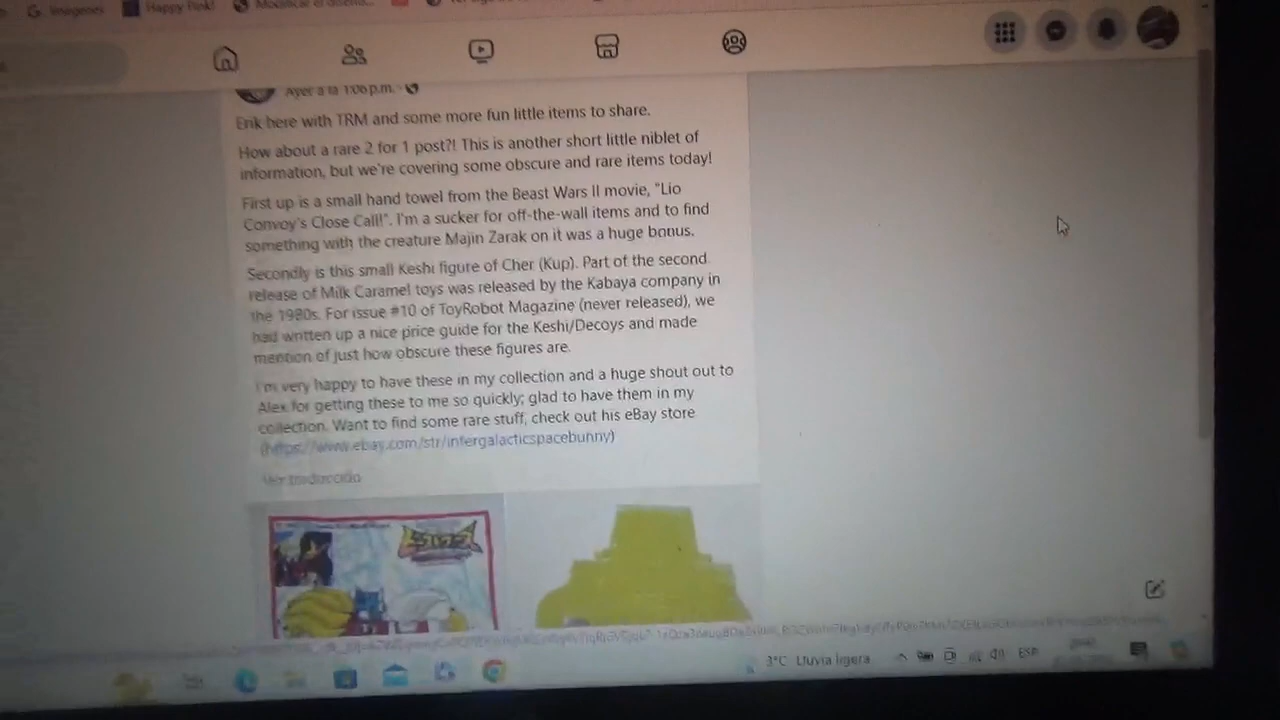 Imágenes
Happy Pink!
Ayer a la 1:06 p.m.
Erik here with TRM and some more fun little items to share.
How about a rare 2 for 1 post?! This is another short little niblet of
information, but we're covering some obscure and rare items today!
First up is a small hand towel from the Beast Wars II movie, "Lio
Convoy's Close Call!". I'm a sucker for off-the-wall items and to find
something with the creature Majin Zarak on it was a huge bonus.
Secondly is this small Keshi figure of Cher (Kup). Part of the second
release of Milk Caramel toys was released by the Kabaya company in
the 1980s. For issue #10 of ToyRobot Magazine (never released), we
had written up a nice price guide for the Keshi/Decoys and made
mention of just how obscure these figures are.
I'm very happy to have these in my collection and a huge shout out to
Alex for getting these to me so quickly; glad to have them in my
collection. Want to find some rare stuff, check out his eBay store
(https://www.ebay.com/str/intergalacticspacebunny)
Ver traducción
3°C Lluvia ligera
ESP